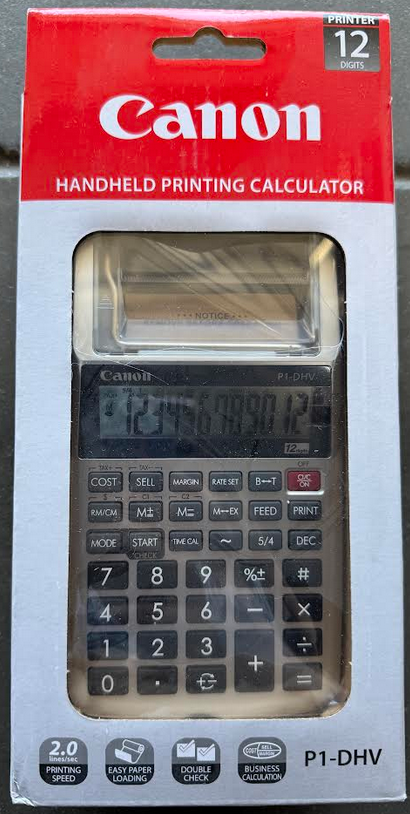 PRINTER
12
DIGITS
Canon
HANDHELD PRINTING CALCULATOR
• • • NOTICE • • •
Canon P1-DHV
TAX+ TAX- OFF
COST SELL MARGIN RATE SET B↔T C/C ON
S C1 C2
RM/CM M± M= M↔EX FEED PRINT
MODE START TIME CAL ~ 5/4 DEC
CHECK
7 8 9 %± #
4 5 6 − ×
1 2 3 + ÷
0 . =
2.0
lines/sec
PRINTING
SPEED
EASY PAPER
LOADING
DOUBLE
CHECK
COST SELL MARGIN
BUSINESS
CALCULATION
P1-DHV